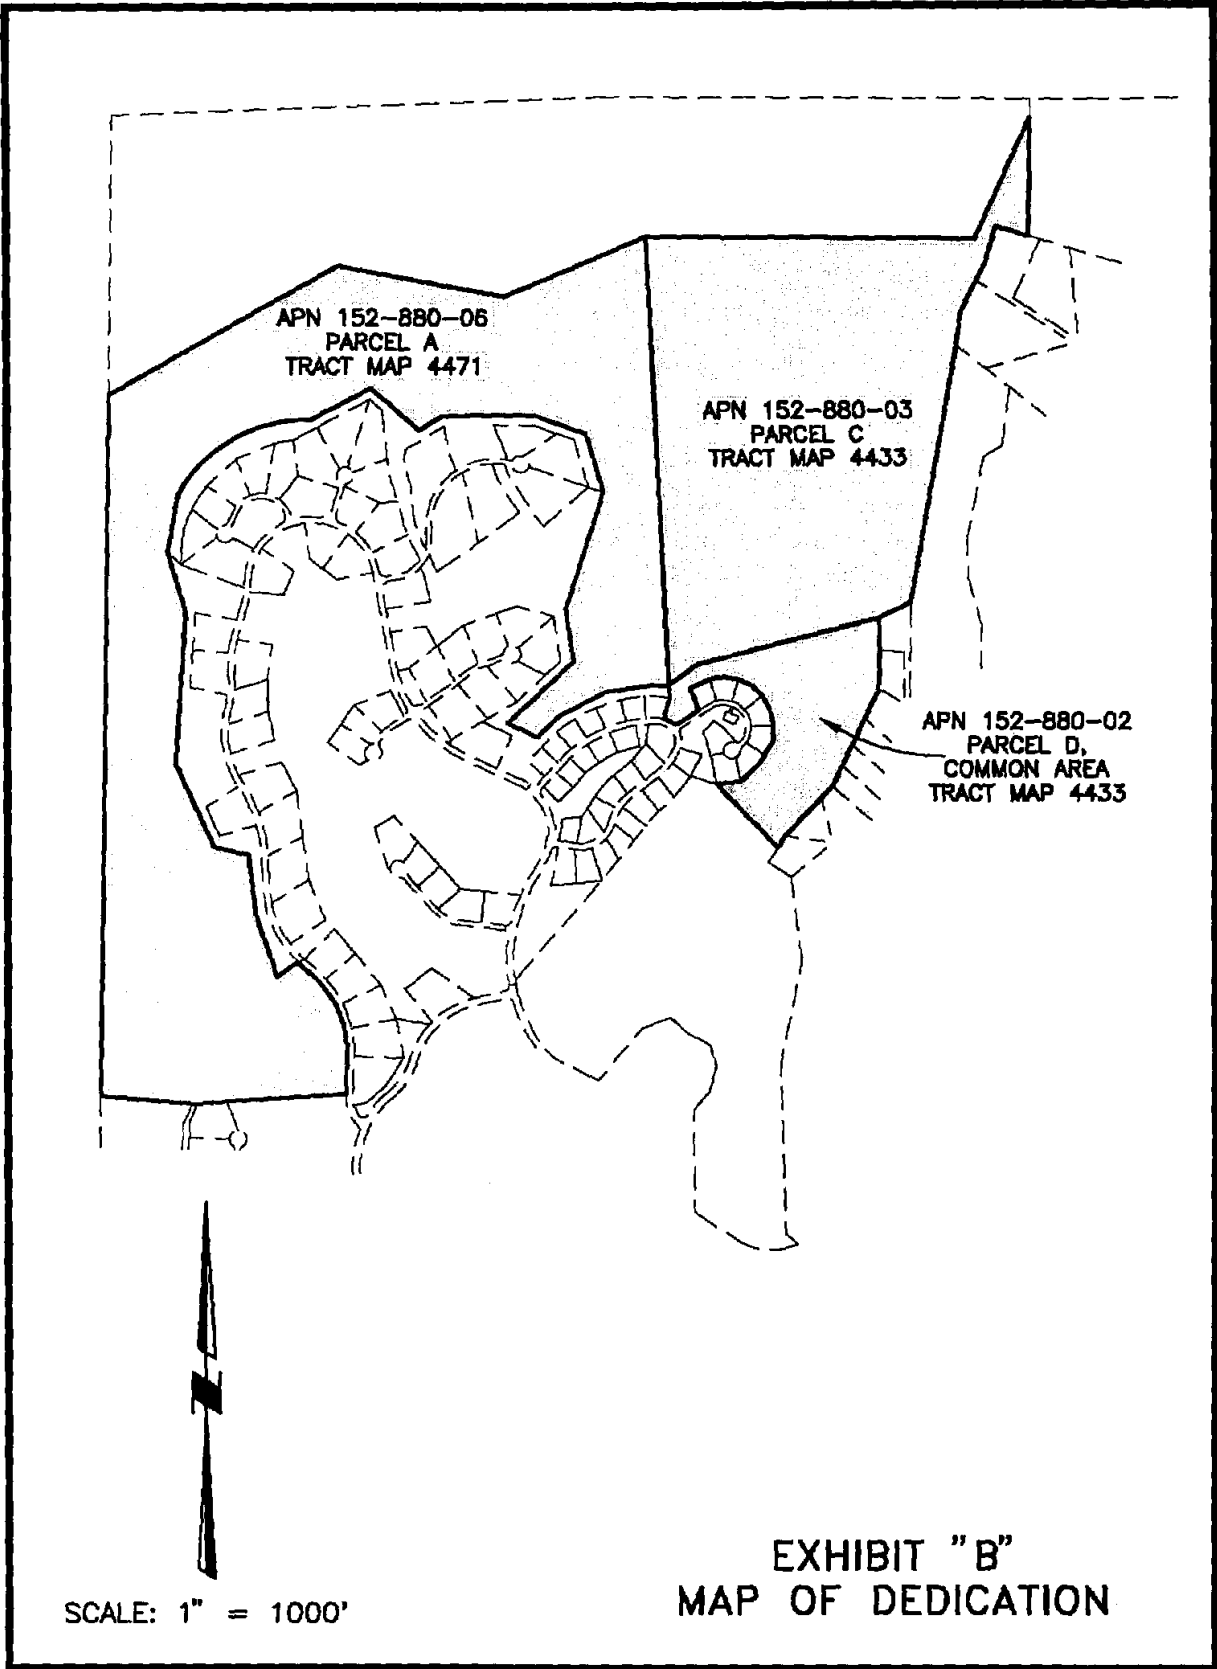 APN 152-880-06
PARCEL A
TRACT MAP 4471
APN 152-880-03
PARCEL C
TRACT MAP 4433
APN 152-880-02
PARCEL D,
COMMON AREA
TRACT MAP 4433
N
SCALE: 1" = 1000'
EXHIBIT "B"
MAP OF DEDICATION